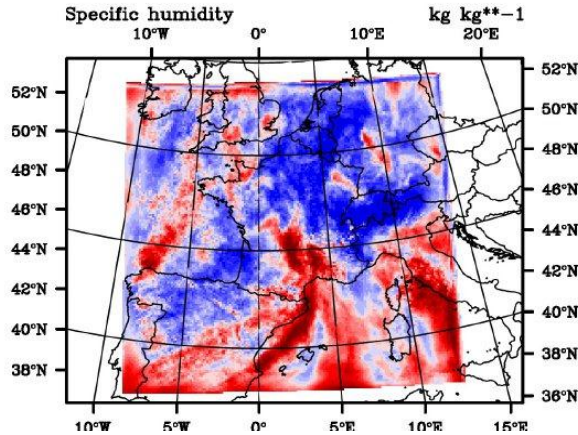 Specific humidity kg kg**−1
10°W 0° 10°E 20°E
52°N 52°N
50°N 50°N
48°N 48°N
46°N 46°N
44°N 44°N
42°N 42°N
40°N 40°N
38°N 38°N
36°N
10°W 5°W 0° 5°E 10°E 15°E